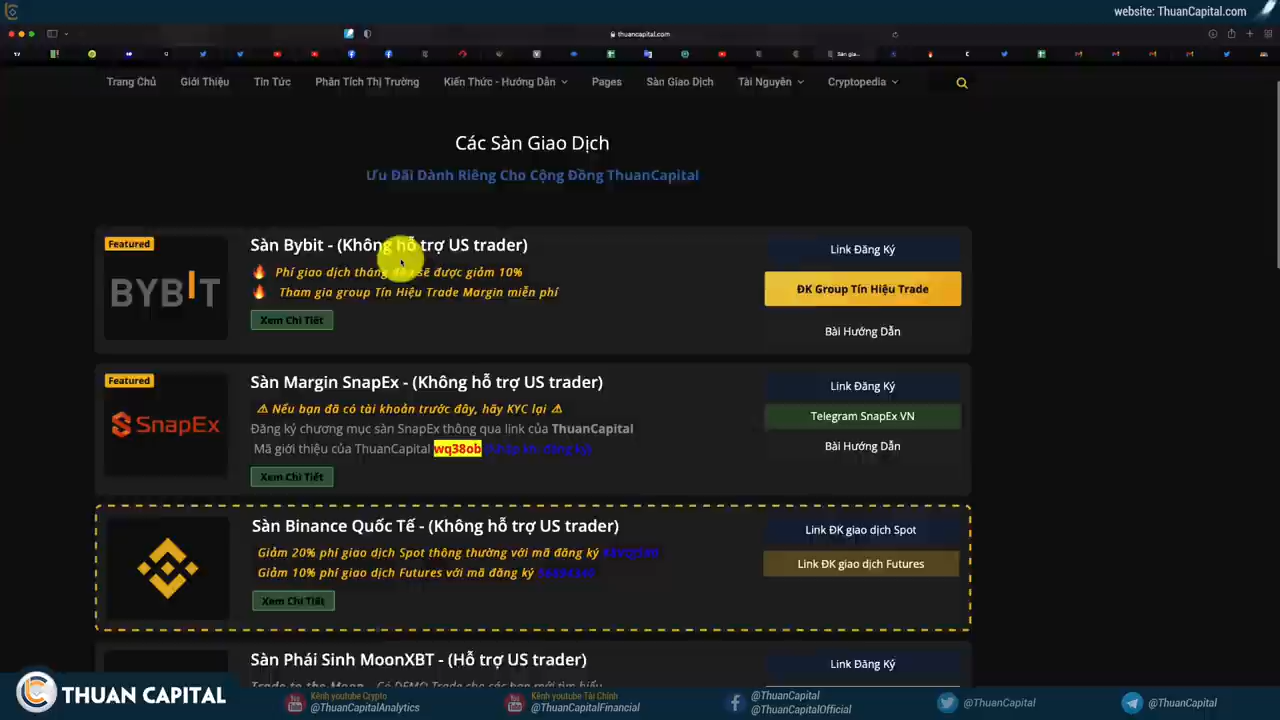 website: ThuanCapital.com
thuancapital.com
Sàn gia...
Trang Chủ
Giới Thiệu
Tin Tức
Phân Tích Thị Trường
Kiến Thức - Hướng Dẫn
Pages
Sàn Giao Dịch
Tài Nguyên
Cryptopedia
Các Sàn Giao Dịch
Ưu Đãi Dành Riêng Cho Cộng Đồng ThuanCapital
Featured
BYBIT
Sàn Bybit - (Không hỗ trợ US trader)
Phí giao dịch tháng đầu sẽ được giảm 10%
Tham gia group Tín Hiệu Trade Margin miễn phí
Xem Chi Tiết
Link Đăng Ký
ĐK Group Tín Hiệu Trade
Bài Hướng Dẫn
Featured
SnapEx
Sàn Margin SnapEx - (Không hỗ trợ US trader)
⚠ Nếu bạn đã có tài khoản trước đây, hãy KYC lại ⚠
Đăng ký chương mục sàn SnapEx thông qua link của ThuanCapital
Mã giới thiệu của ThuanCapital wq38ob (Nhập khi đăng ký)
Xem Chi Tiết
Link Đăng Ký
Telegram SnapEx VN
Bài Hướng Dẫn
Sàn Binance Quốc Tế - (Không hỗ trợ US trader)
Giảm 20% phí giao dịch Spot thông thường với mã đăng ký
Giảm 10% phí giao dịch Futures với mã đăng ký
Xem Chi Tiết
Link ĐK giao dịch Spot
Link ĐK giao dịch Futures
Sàn Phái Sinh MoonXBT - (Hỗ trợ US trader)
Link Đăng Ký
THUAN CAPITAL
Kênh youtube Crypto
@ThuanCapitalAnalytics
Kênh youtube Tài Chính
@ThuanCapitalFinancial
@ThuanCapital
@ThuanCapitalOfficial
@ThuanCapital
@ThuanCapital